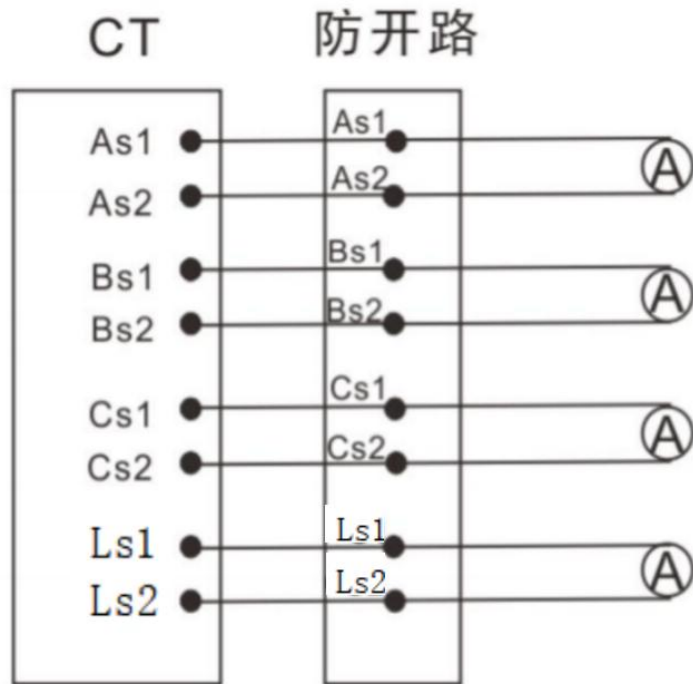 CT 防开路
As1 As1
A
As2 As2
Bs1 Bs1
A
Bs2 Bs2
Cs1 Cs1
A
Cs2 Cs2
Ls1 Ls1
A
Ls2 Ls2